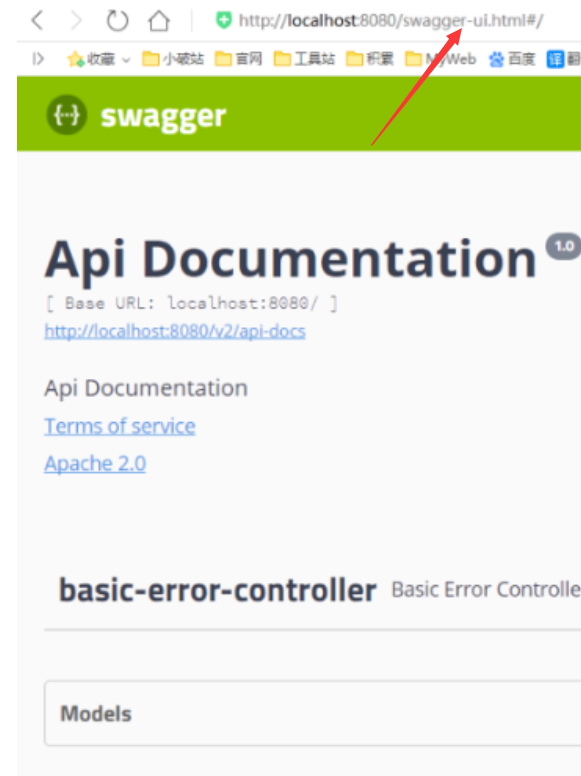 http://localhost:8080/swagger-ui.html#/
收藏 小破站 官网 工具站 积累 MyWeb 百度 译 翻
{...} swagger
Api Documentation 1.0
[ Base URL: localhost:8080/ ]
http://localhost:8080/v2/api-docs
Api Documentation
Terms of service
Apache 2.0
basic-error-controller Basic Error Controlle
Models